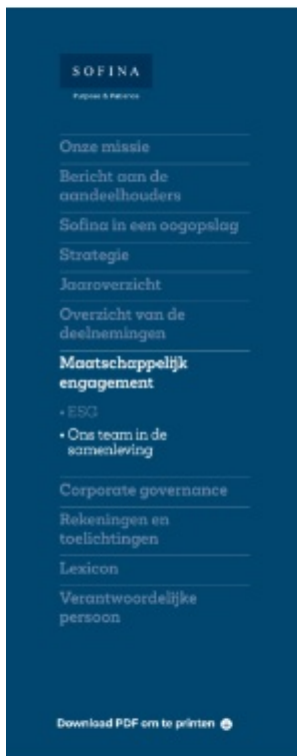 SOFINA
Purpose & Patience
Onze missie
Bericht aan de
aandeelhouders
Sofina in een oogopslag
Strategie
Jaaroverzicht
Overzicht van de
deelnemingen
Maatschappelijk
engagement
• ESG
• Ons team in de
samenleving
Corporate governance
Rekeningen en
toelichtingen
Lexicon
Verantwoordelijke
persoon
Download PDF om te printen